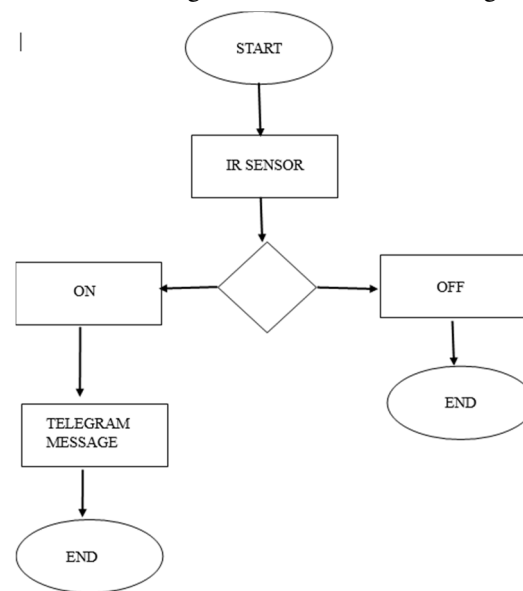 START
IR SENSOR
ON
OFF
TELEGRAM
MESSAGE
END
END